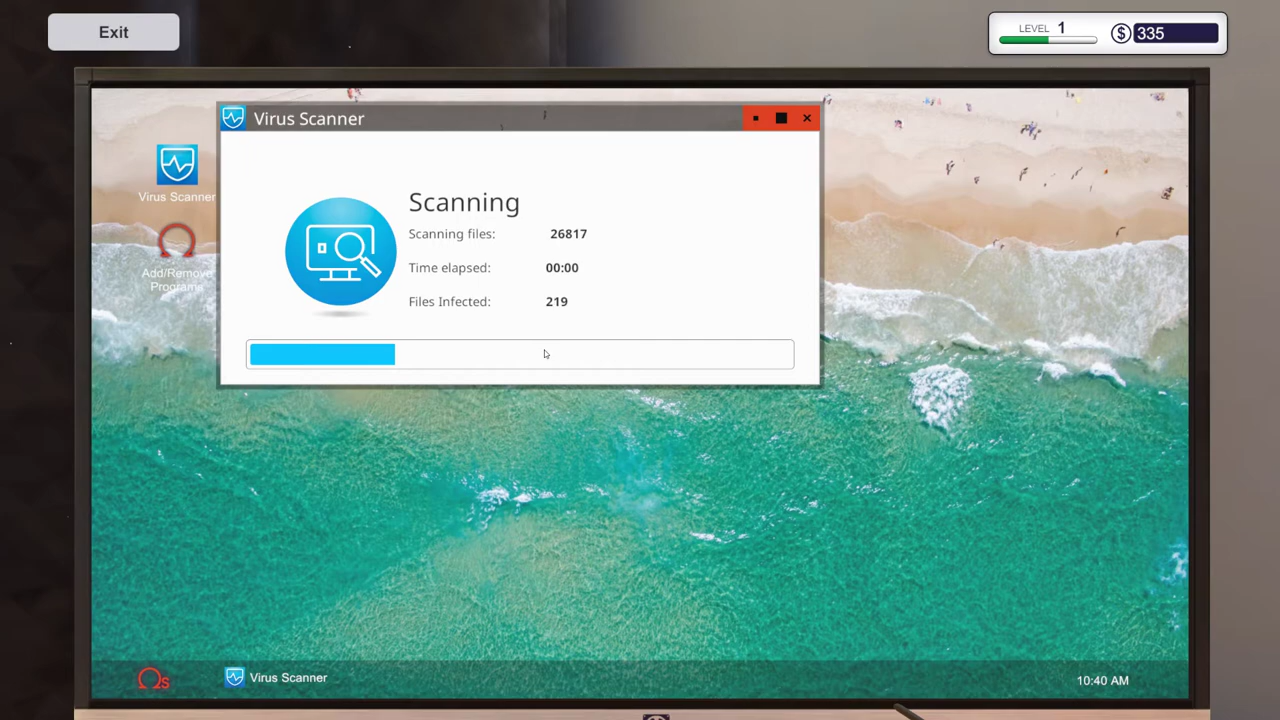 Exit
LEVEL 1
$ 335
Virus Scanner
Virus Scanner
Add/Remove
Programs
Scanning
Scanning files: 26817
Time elapsed: 00:00
Files Infected: 219
Ωs
Virus Scanner
10:40 AM